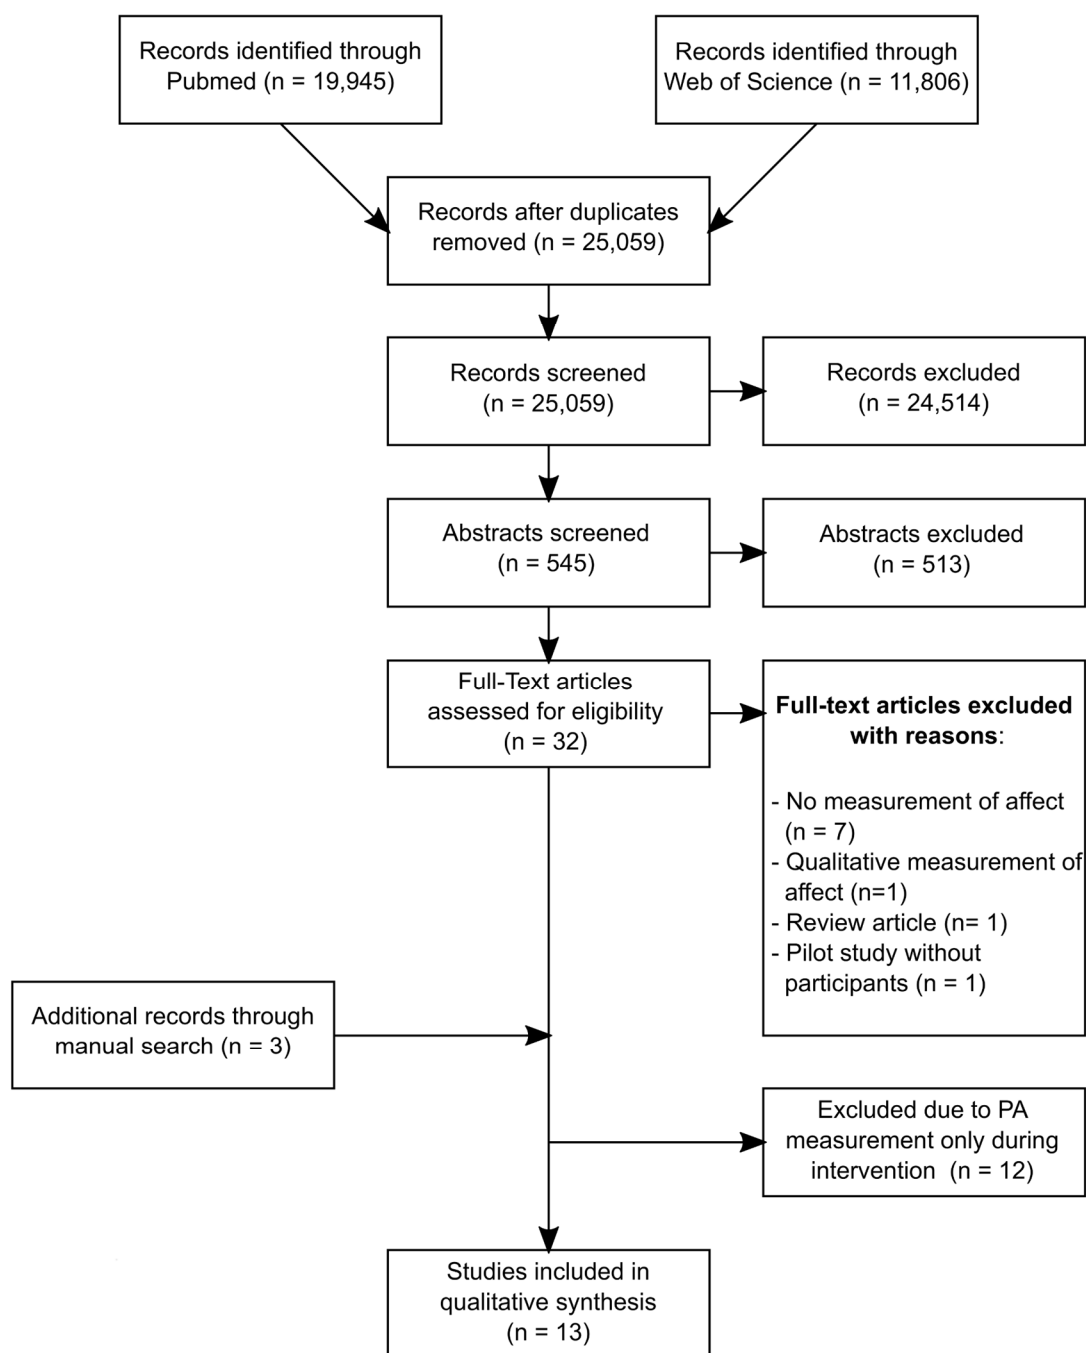 Records identified through
Pubmed (n = 19,945)
Records identified through
Web of Science (n = 11,806)
Records after duplicates
removed (n = 25,059)
Records screened
(n = 25,059)
Records excluded
(n = 24,514)
Abstracts screened
(n = 545)
Abstracts excluded
(n = 513)
Full-Text articles
assessed for eligibility
(n = 32)
Full-text articles excluded
with reasons:
- No measurement of affect
(n = 7)
- Qualitative measurement of
affect (n=1)
- Review article (n= 1)
- Pilot study without
participants (n = 1)
Additional records through
manual search (n = 3)
Excluded due to PA
measurement only during
intervention (n = 12)
Studies included in
qualitative synthesis
(n = 13)